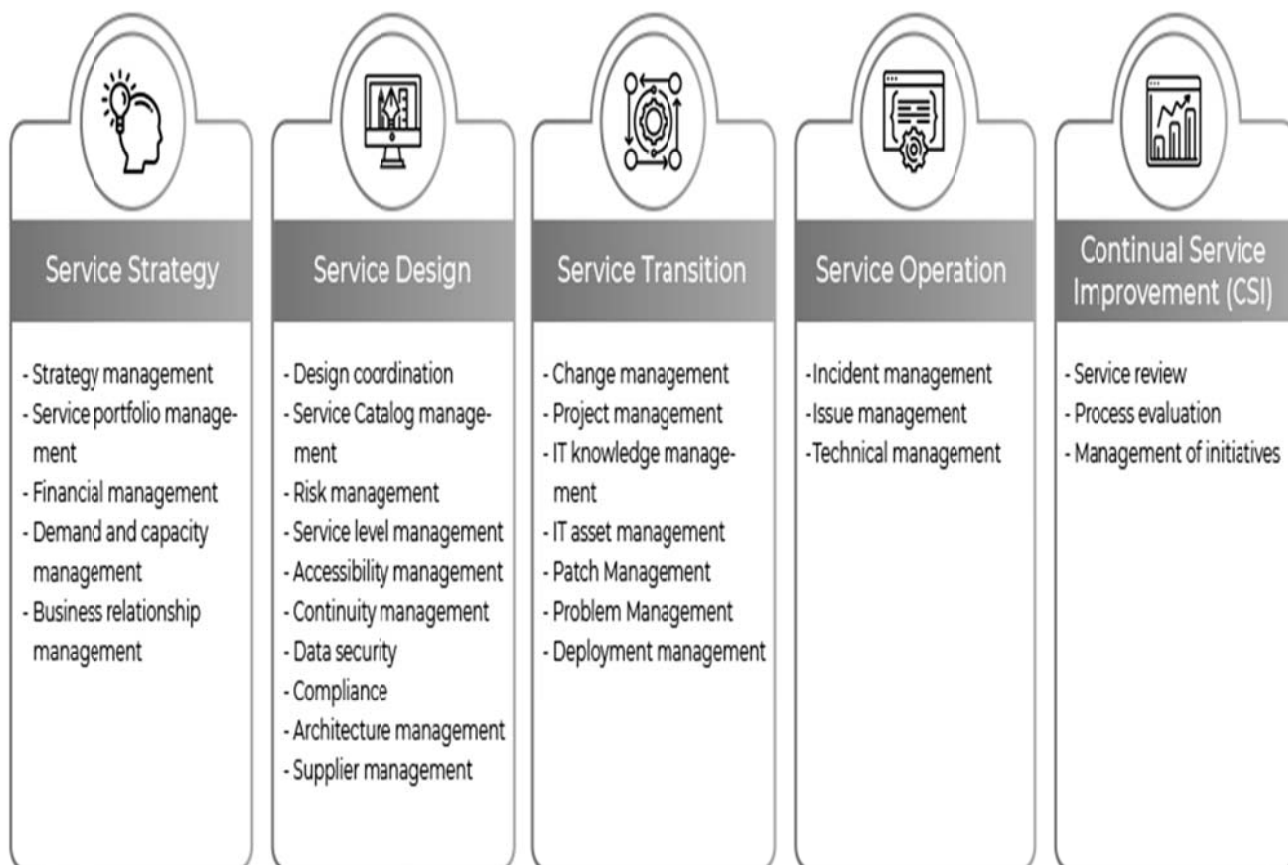 Service Strategy
- Strategy management
- Service portfolio manage-
ment
- Financial management
- Demand and capacity
management
- Business relationship
management
Service Design
- Design coordination
- Service Catalog manage-
ment
- Risk management
- Service level management
- Accessibility management
- Continuity management
- Data security
- Compliance
- Architecture management
- Supplier management
Service Transition
- Change management
- Project management
- IT knowledge manage-
ment
- IT asset management
- Patch Management
- Problem Management
- Deployment management
Service Operation
-Incident management
-Issue management
-Technical management
Continual Service
Improvement (CSI)
- Service review
- Process evaluation
- Management of initiatives